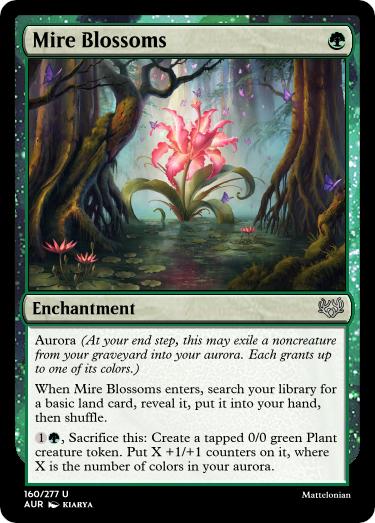 Mire Blossoms
Enchantment
Aurora (At your end step, this may exile a noncreature
from your graveyard into your aurora. Each grants up
to one of its colors.)
When Mire Blossoms enters, search your library for
a basic land card, reveal it, put it into your hand,
then shuffle.
1, Sacrifice this: Create a tapped 0/0 green Plant
creature token. Put X +1/+1 counters on it, where
X is the number of colors in your aurora.
160/277 U
AUR KIARYA
Mattelonian